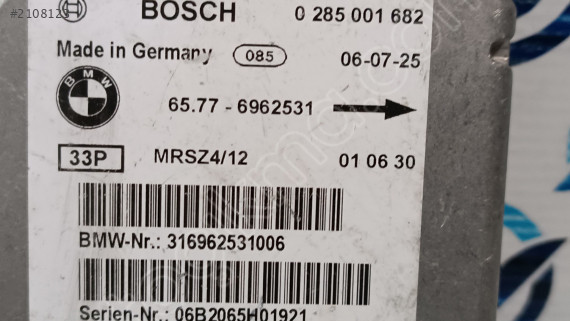 #2108123
BOSCH 0 285 001 682
Made in Germany 085 06-07-25
BMW
65.77 - 6962531
33P MRSZ4/12 01 06 30
BMW-Nr.: 316962531006
Serien-Nr.: 06B2065H01921